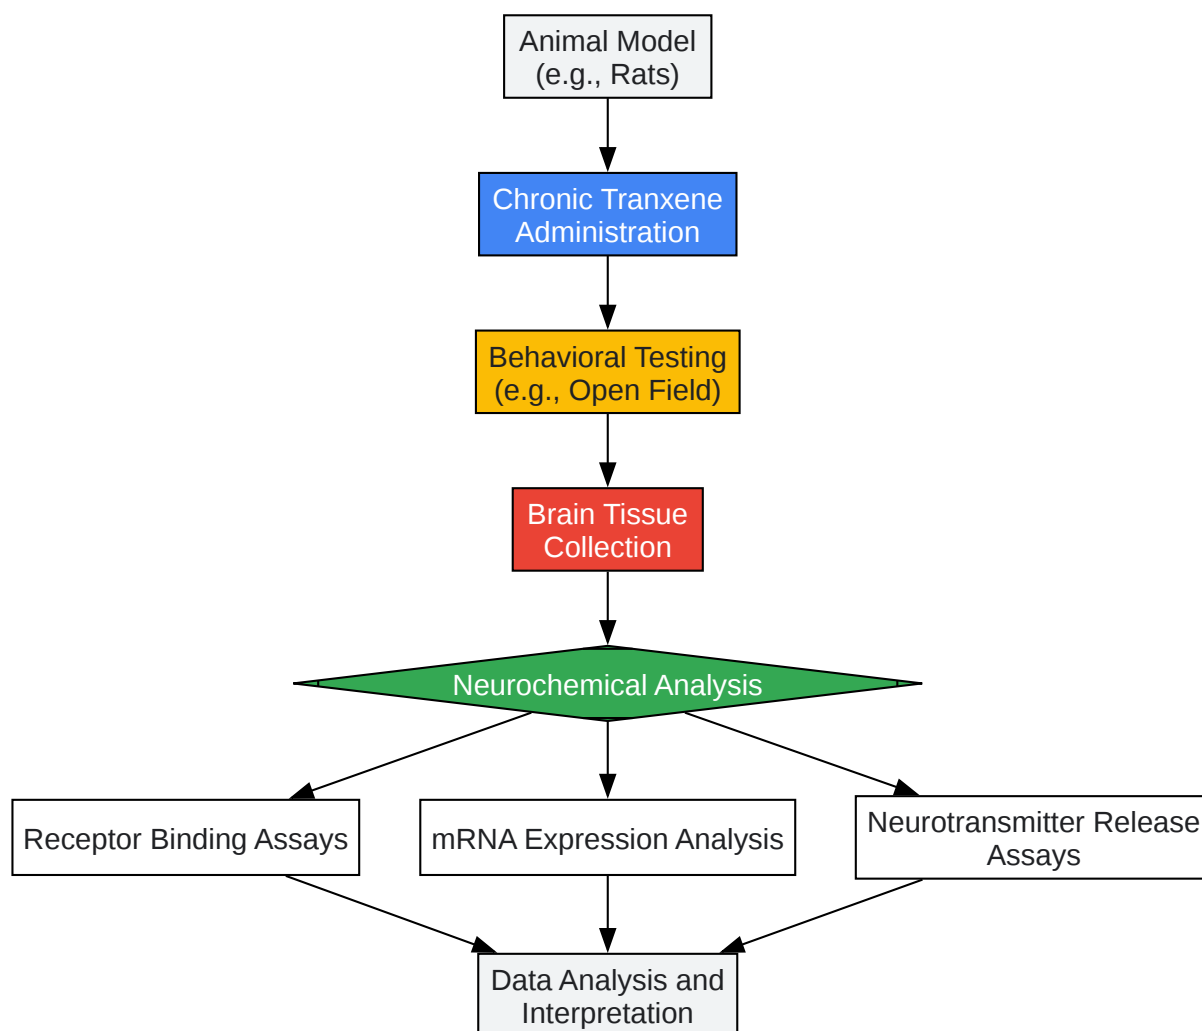 Animal Model
(e.g., Rats)
Chronic Tranxene
Administration
Behavioral Testing
(e.g., Open Field)
Brain Tissue
Collection
Neurochemical Analysis
Receptor Binding Assays
mRNA Expression Analysis
Neurotransmitter Release
Assays
Data Analysis and
Interpretation